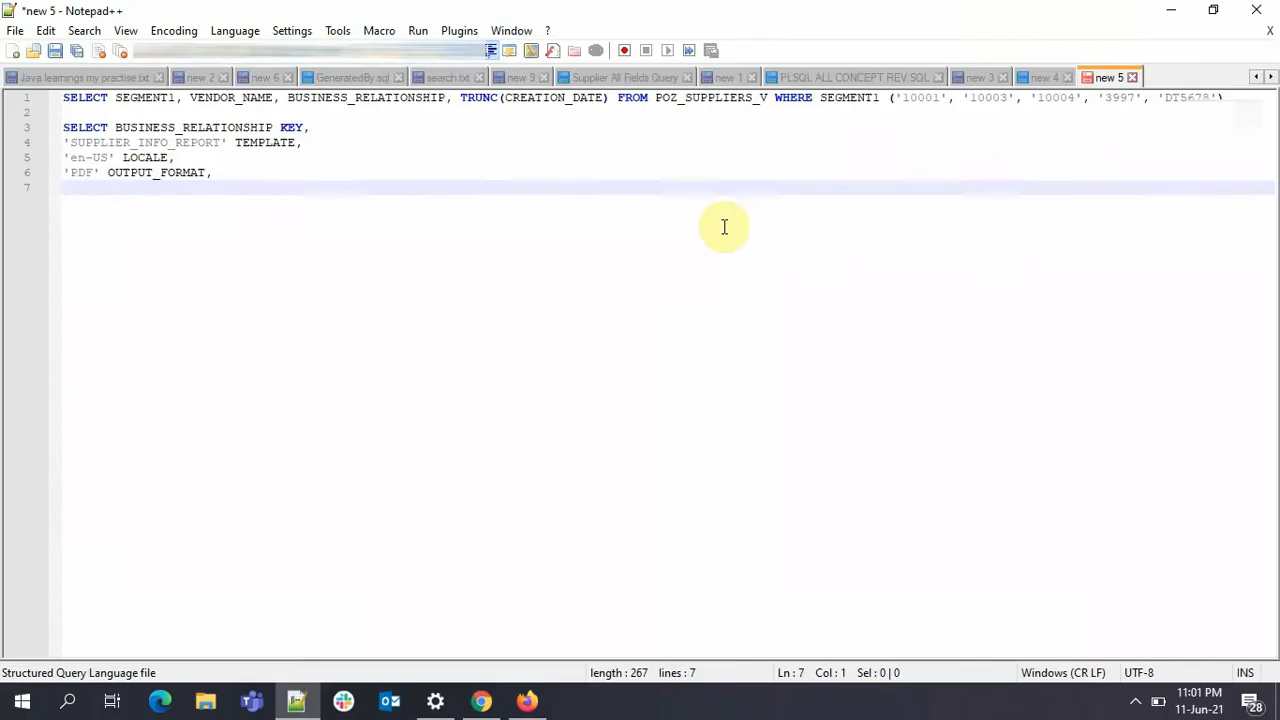 *new 5 - Notepad++
File Edit Search View Encoding Language Settings Tools Macro Run Plugins Window ? X
Java learnings my practise.txt new 2 new 6 GeneratedBy search.txt new 9 Supplier All Fields Query new 1 PLSQL ALL CONCEPT REV SQL new 3 new 4 new 5
1 SELECT SEGMENT1, VENDOR_NAME, BUSINESS_RELATIONSHIP, TRUNC(CREATION_DATE) FROM POZ_SUPPLIERS_V WHERE SEGMENT1 ('10001', '10003', '10004', '3997', 'DT5678')
2
3 SELECT BUSINESS_RELATIONSHIP KEY,
4 'SUPPLIER_INFO_REPORT' TEMPLATE,
5 'en-US' LOCALE,
6 'PDF' OUTPUT_FORMAT,
7
Structured Query Language file length : 267 lines : 7 Ln : 7 Col : 1 Sel : 0 | 0 Windows (CR LF) UTF-8 INS
11:01 PM
11-Jun-21
28